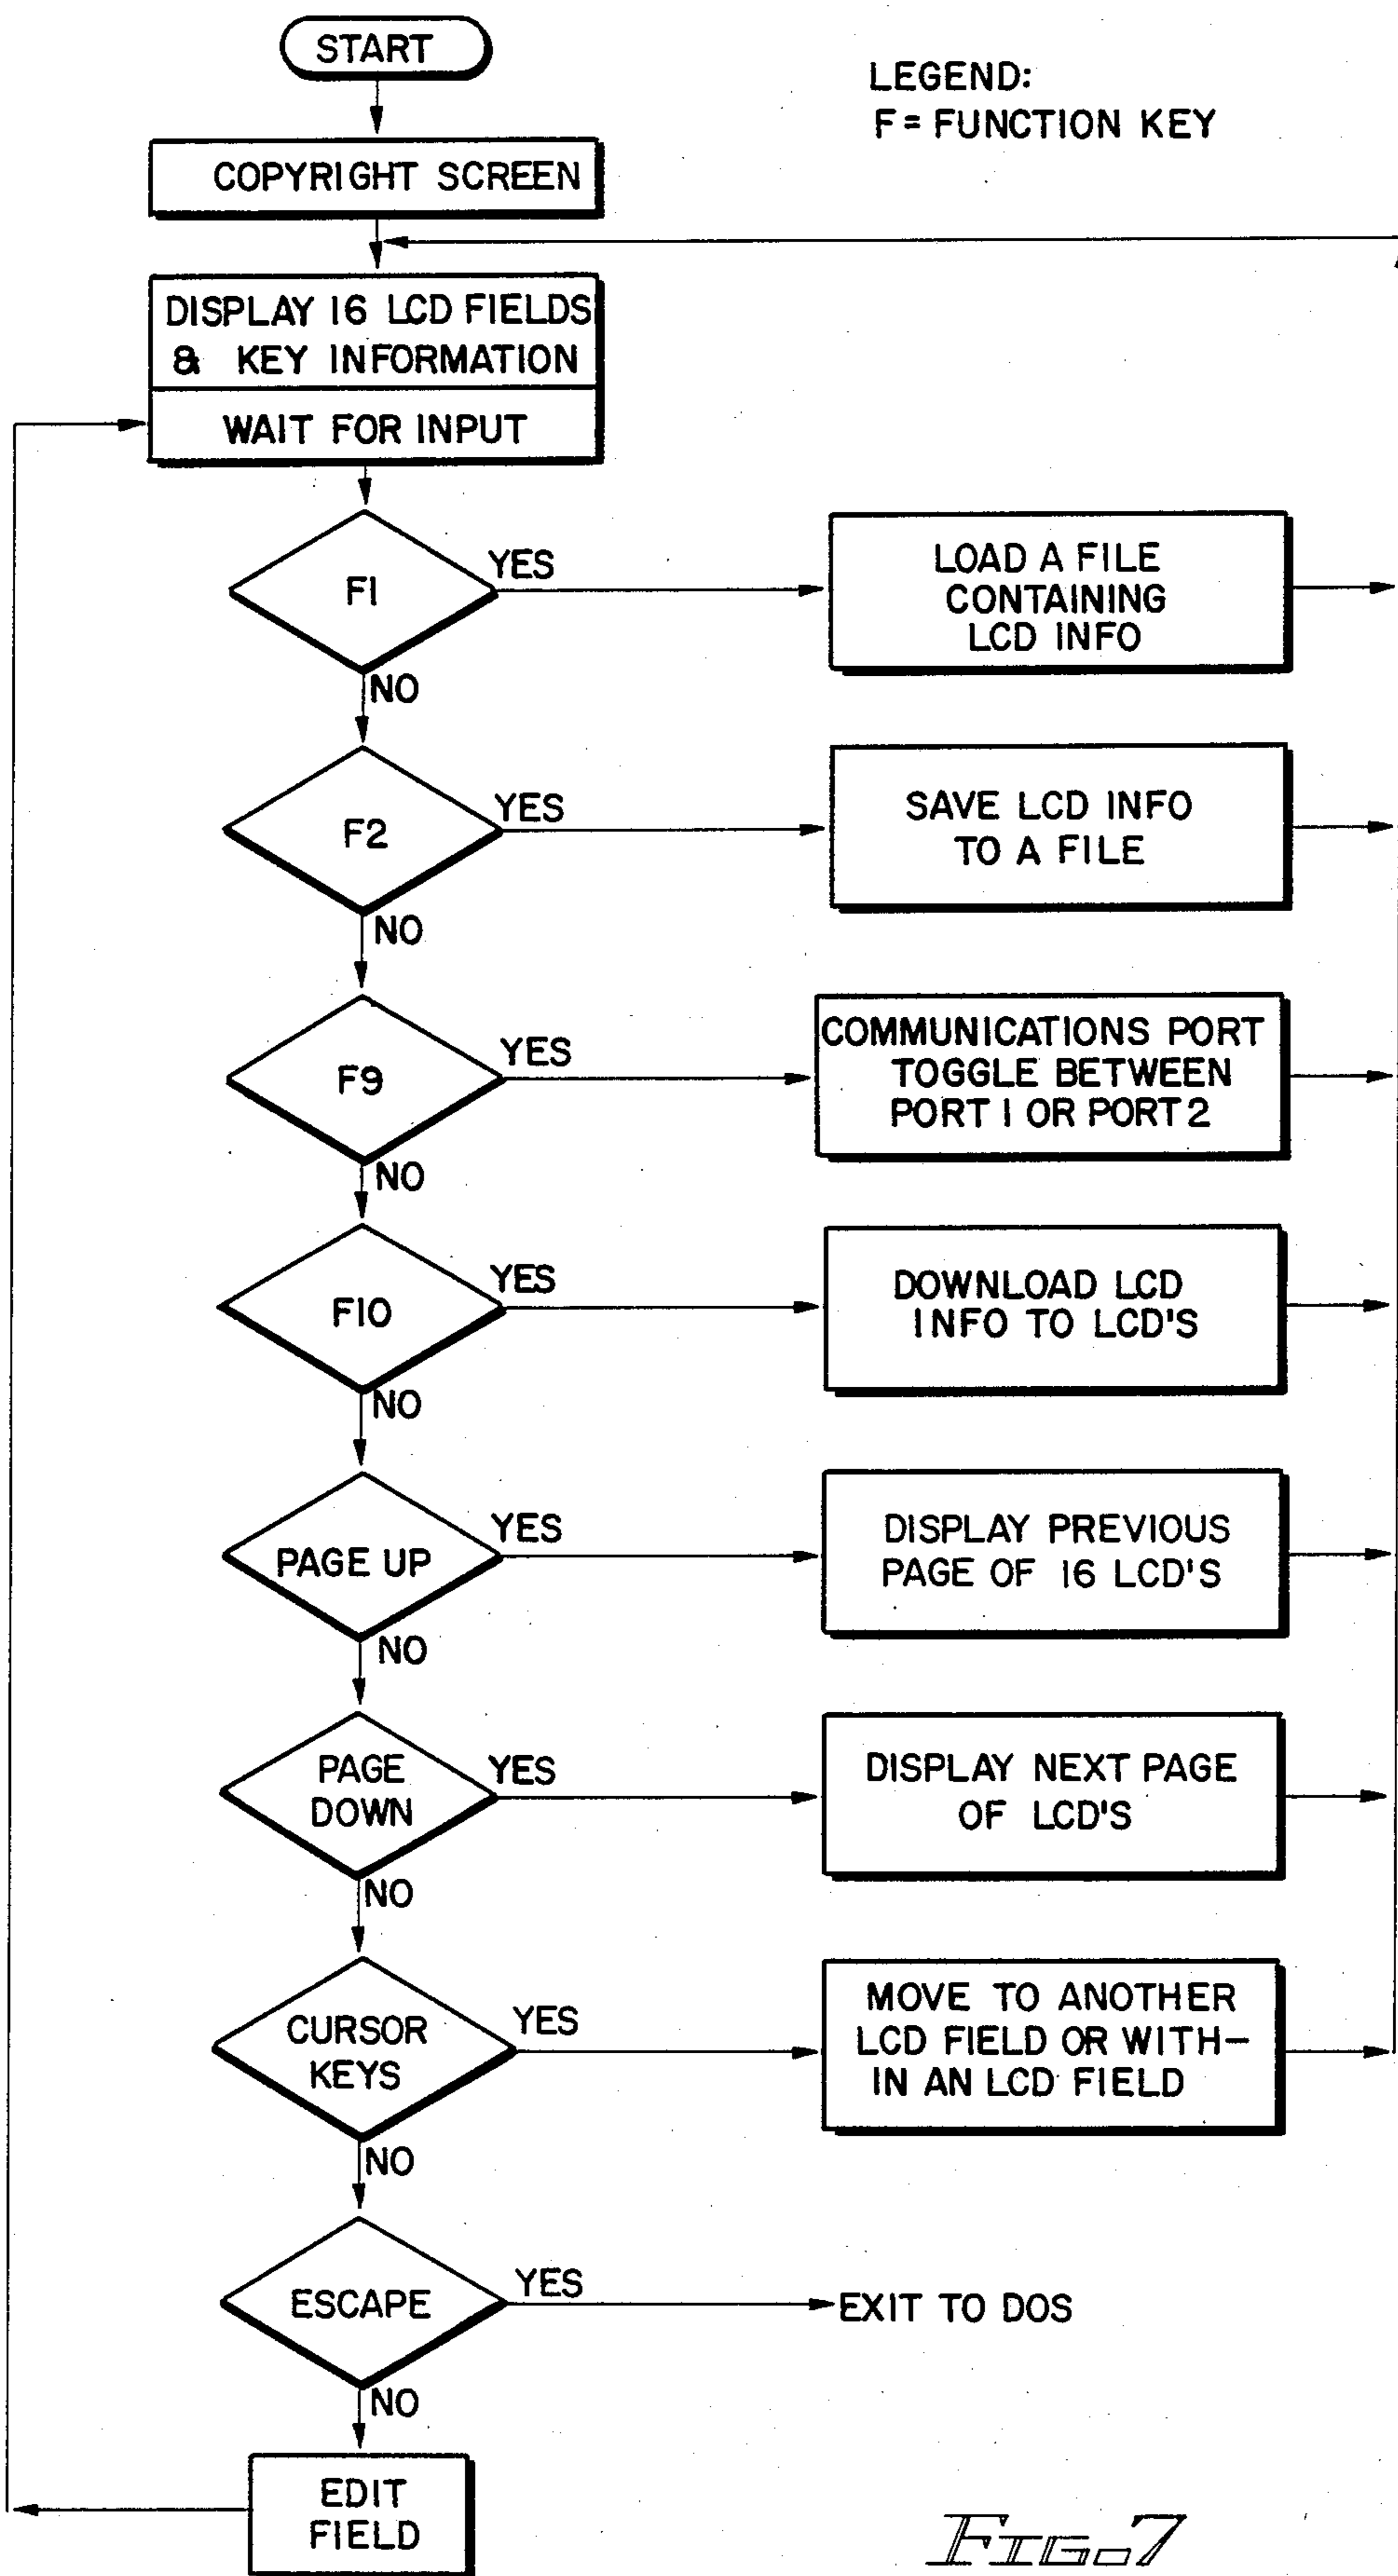 START
LEGEND:
F = FUNCTION KEY
COPYRIGHT SCREEN
DISPLAY 16 LCD FIELDS
& KEY INFORMATION
WAIT FOR INPUT
F1
YES
LOAD A FILE
CONTAINING
LCD INFO
NO
F2
YES
SAVE LCD INFO
TO A FILE
NO
F9
YES
COMMUNICATIONS PORT
TOGGLE BETWEEN
PORT 1 OR PORT 2
NO
F10
YES
DOWNLOAD LCD
INFO TO LCD'S
NO
PAGE UP
YES
DISPLAY PREVIOUS
PAGE OF 16 LCD'S
NO
PAGE
DOWN
YES
DISPLAY NEXT PAGE
OF LCD'S
NO
CURSOR
KEYS
YES
MOVE TO ANOTHER
LCD FIELD OR WITH-
IN AN LCD FIELD
NO
ESCAPE
YES
EXIT TO DOS
NO
EDIT
FIELD
FIG. 7